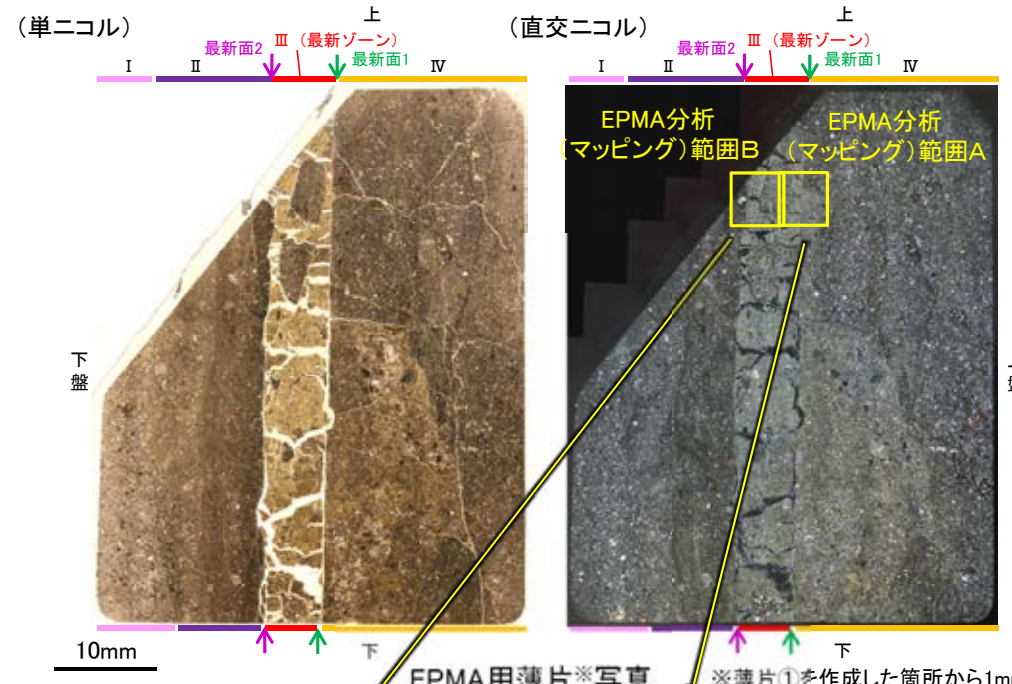 （単ニコル）
上
最新面2
Ⅲ（最新ゾーン）
最新面1
Ⅰ
Ⅱ
Ⅳ
下盤
10mm
下
（直交ニコル）
上
最新面2
Ⅲ（最新ゾーン）
最新面1
Ⅰ
Ⅱ
Ⅳ
EPMA分析
（マッピング）範囲B
EPMA分析
（マッピング）範囲A
下
EPMA用薄片※写真
※薄片①を作成した箇所から1mm